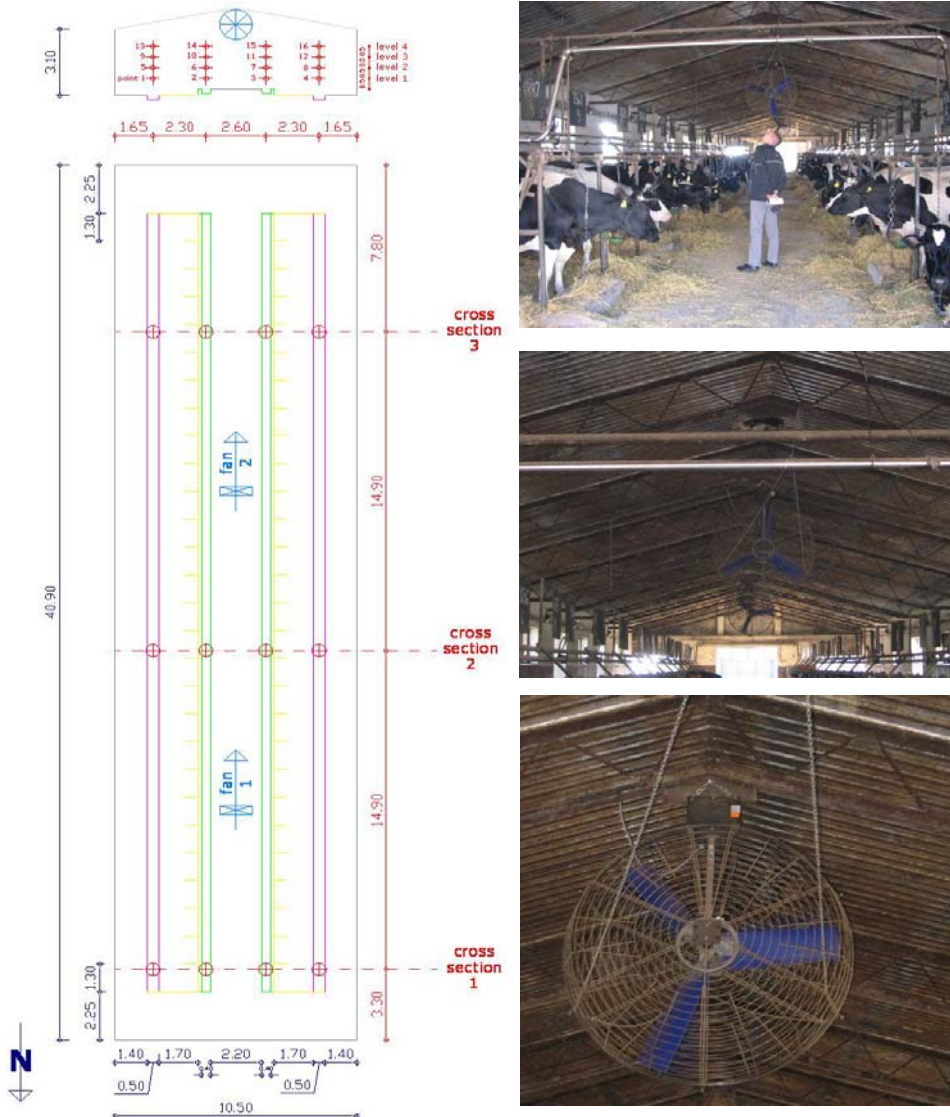 3.10
13 14 15 16 level 4
9 10 11 12 level 3
5 6 7 8 level 2
point 1 2 3 4 level 1
1.65 2.30 2.60 2.30 1.65
2.25
1.30
7.80
cross
section
3
fan
2
14.90
40.90
cross
section
2
fan
1
14.90
cross
section
1
1.30
3.30
2.25
N
1.40 1.70 2.20 1.70 1.40
0.50 0.50
10.50